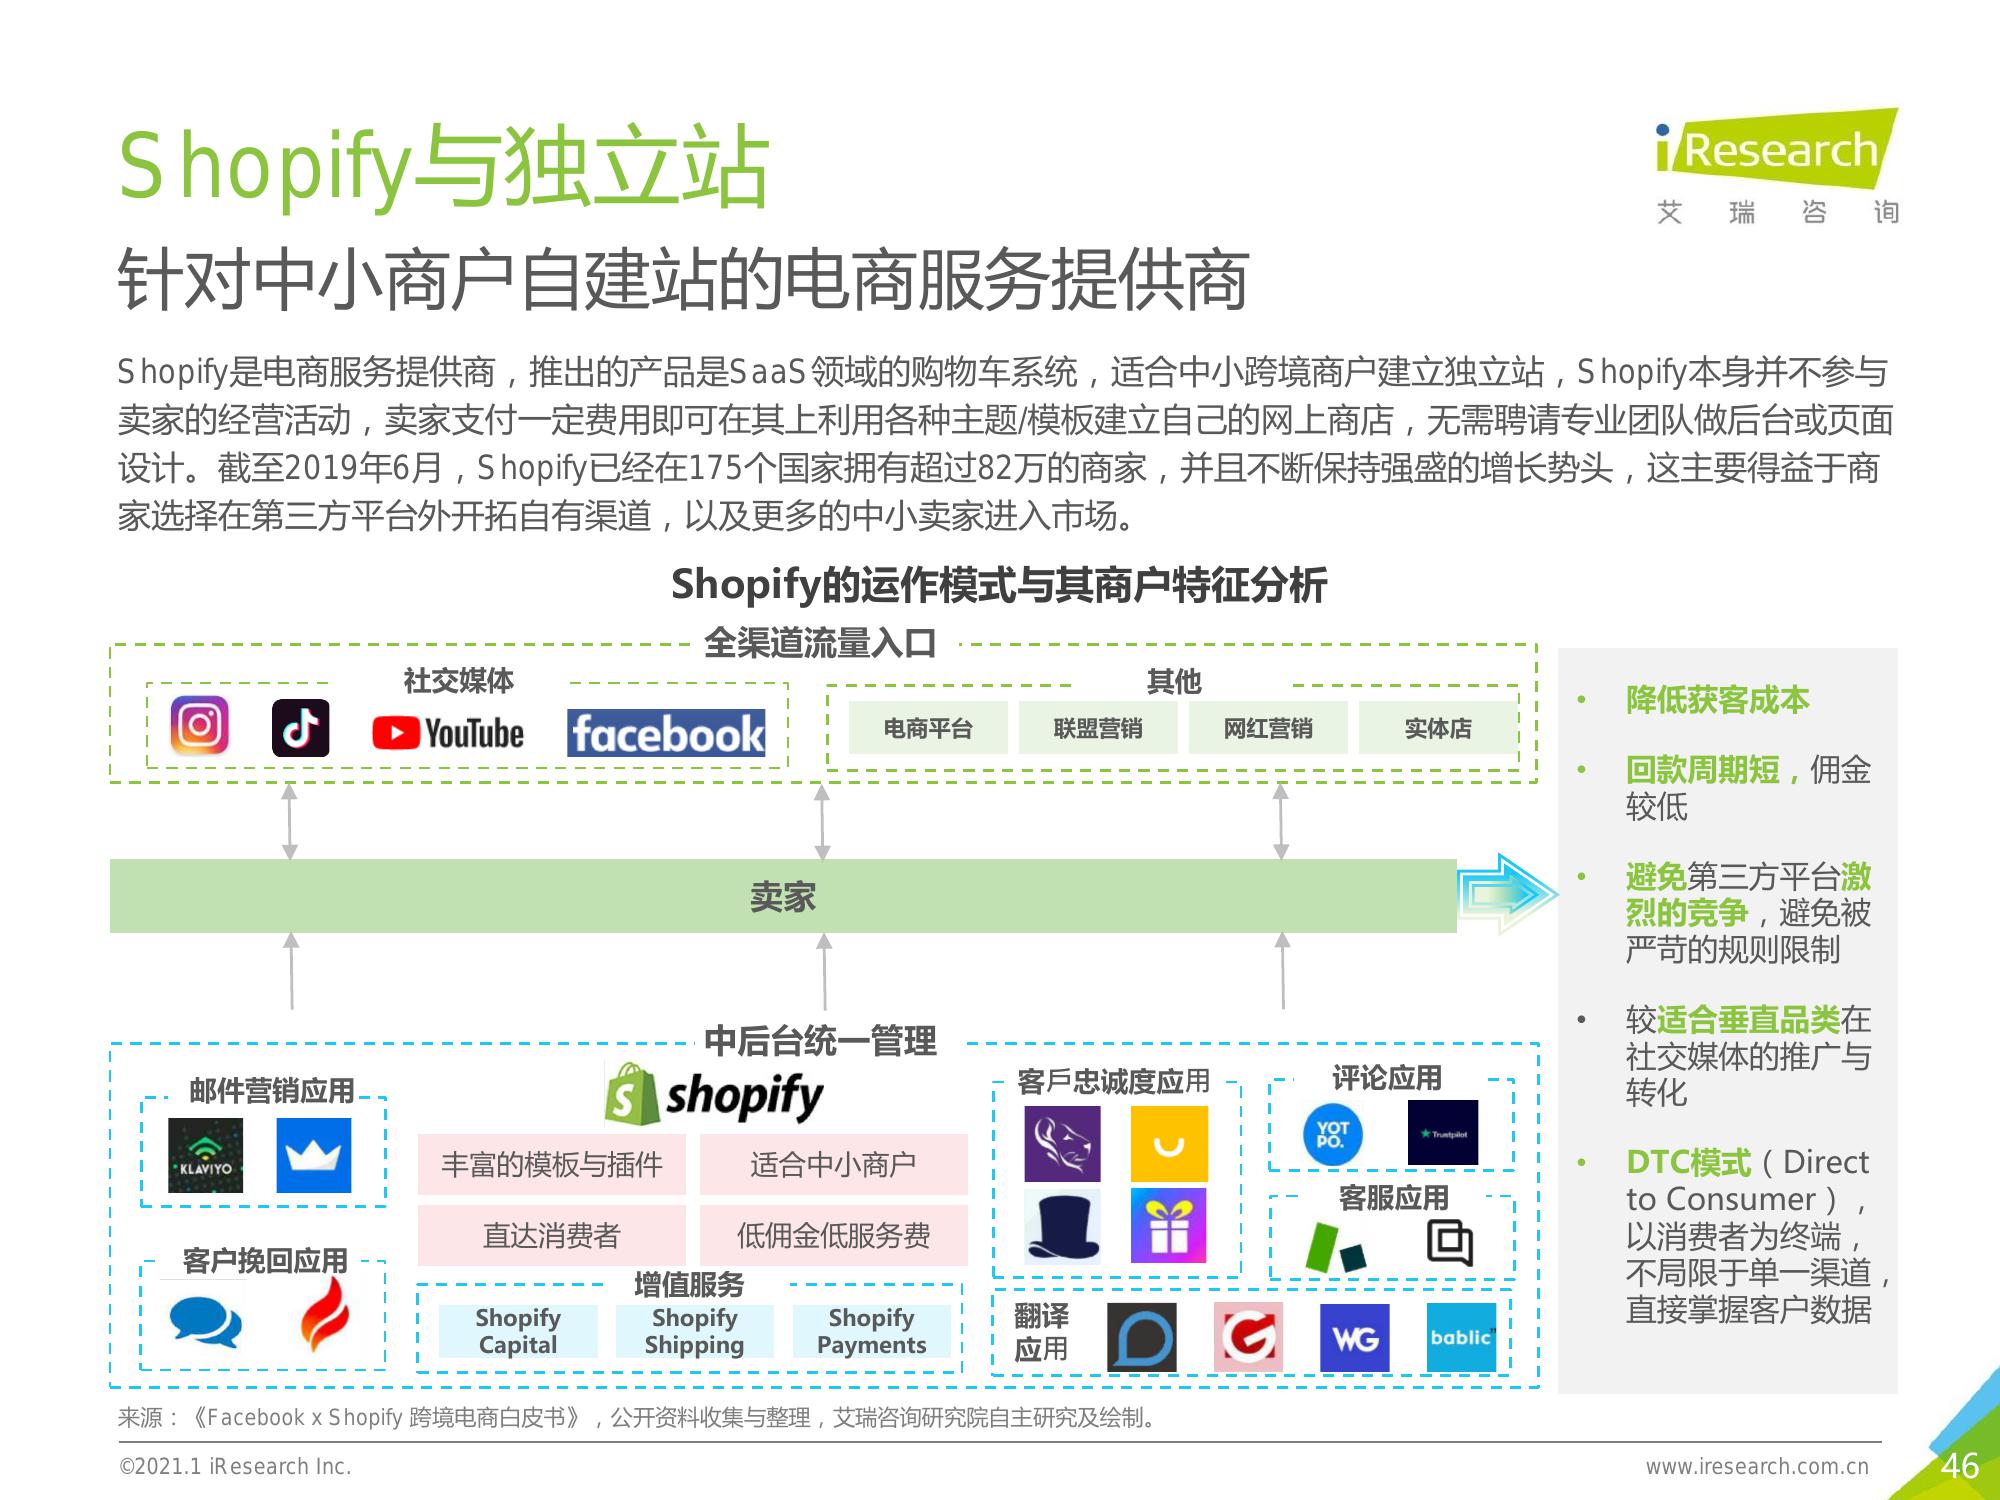 Shopify与独立站
iResearch
艾瑞咨询
针对中小商户自建站的电商服务提供商
Shopify是电商服务提供商，推出的产品是SaaS领域的购物车系统，适合中小跨境商户建立独立站，Shopify本身并不参与
卖家的经营活动，卖家支付一定费用即可在其上利用各种主题/模板建立自己的网上商店，无需聘请专业团队做后台或页面
设计。截至2019年6月，Shopify已经在175个国家拥有超过82万的商家，并且不断保持强盛的增长势头，这主要得益于商
家选择在第三方平台外开拓自有渠道，以及更多的中小卖家进入市场。
Shopify的运作模式与其商户特征分析
全渠道流量入口
社交媒体
YouTube
facebook
其他
电商平台
联盟营销
网红营销
实体店
卖家
中后台统一管理
邮件营销应用
KLAVIYO
客户挽回应用
shopify
丰富的模板与插件
适合中小商户
直达消费者
低佣金低服务费
增值服务
Shopify
Capital
Shopify
Shipping
Shopify
Payments
客戶忠诚度应用
评论应用
YOT
PO.
Trustpilot
客服应用
翻译
应用
G
WG
bablic
• 降低获客成本
• 回款周期短，佣金
较低
• 避免第三方平台激
烈的竞争，避免被
严苛的规则限制
• 较适合垂直品类在
社交媒体的推广与
转化
• DTC模式（Direct
to Consumer），
以消费者为终端，
不局限于单一渠道，
直接掌握客户数据
来源：《Facebook x Shopify 跨境电商白皮书》，公开资料收集与整理，艾瑞咨询研究院自主研究及绘制。
©2021.1 iResearch Inc.
www.iresearch.com.cn
46